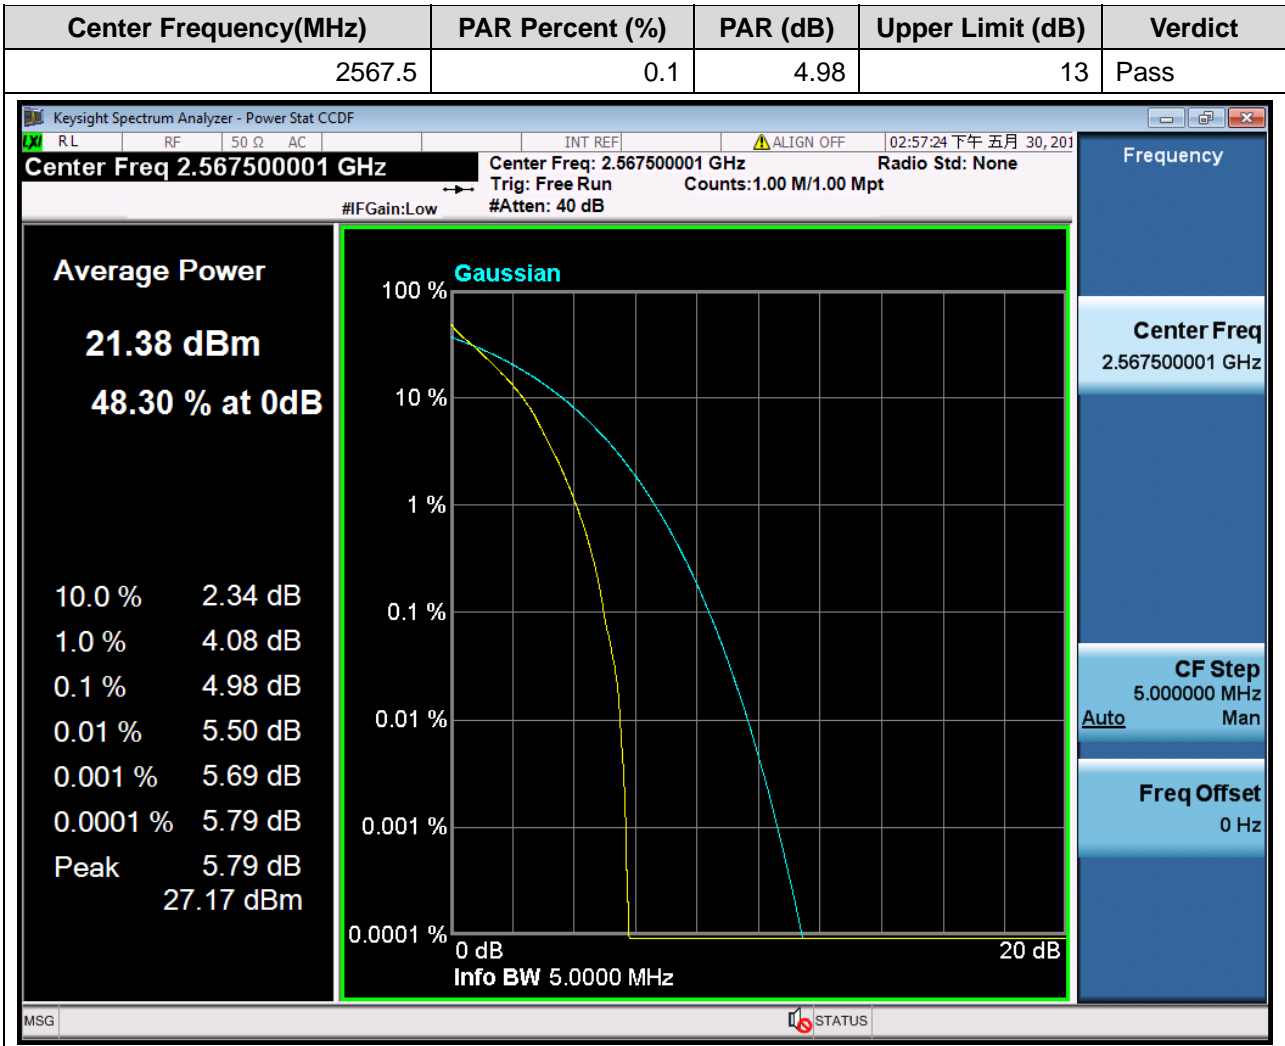 Center Frequency(MHz) PAR Percent (%) PAR (dB) Upper Limit (dB) Verdict
2567.5 0.1 4.98 13 Pass
Keysight Spectrum Analyzer - Power Stat CCDF
LXI RL RF 50 Ω AC INT REF ALIGN OFF 02:57:24 下午 五月 30, 201
Center Freq 2.567500001 GHz
Center Freq: 2.567500001 GHz Radio Std: None
Trig: Free Run Counts:1.00 M/1.00 Mpt
#IFGain:Low #Atten: 40 dB
Average Power
21.38 dBm
48.30 % at 0dB
10.0 % 2.34 dB
1.0 % 4.08 dB
0.1 % 4.98 dB
0.01 % 5.50 dB
0.001 % 5.69 dB
0.0001 % 5.79 dB
Peak 5.79 dB
27.17 dBm
Gaussian
100 %
10 %
1 %
0.1 %
0.01 %
0.001 %
0.0001 %
0 dB 20 dB
Info BW 5.0000 MHz
Frequency
Center Freq
2.567500001 GHz
CF Step
5.000000 MHz
Auto Man
Freq Offset
0 Hz
MSG STATUS